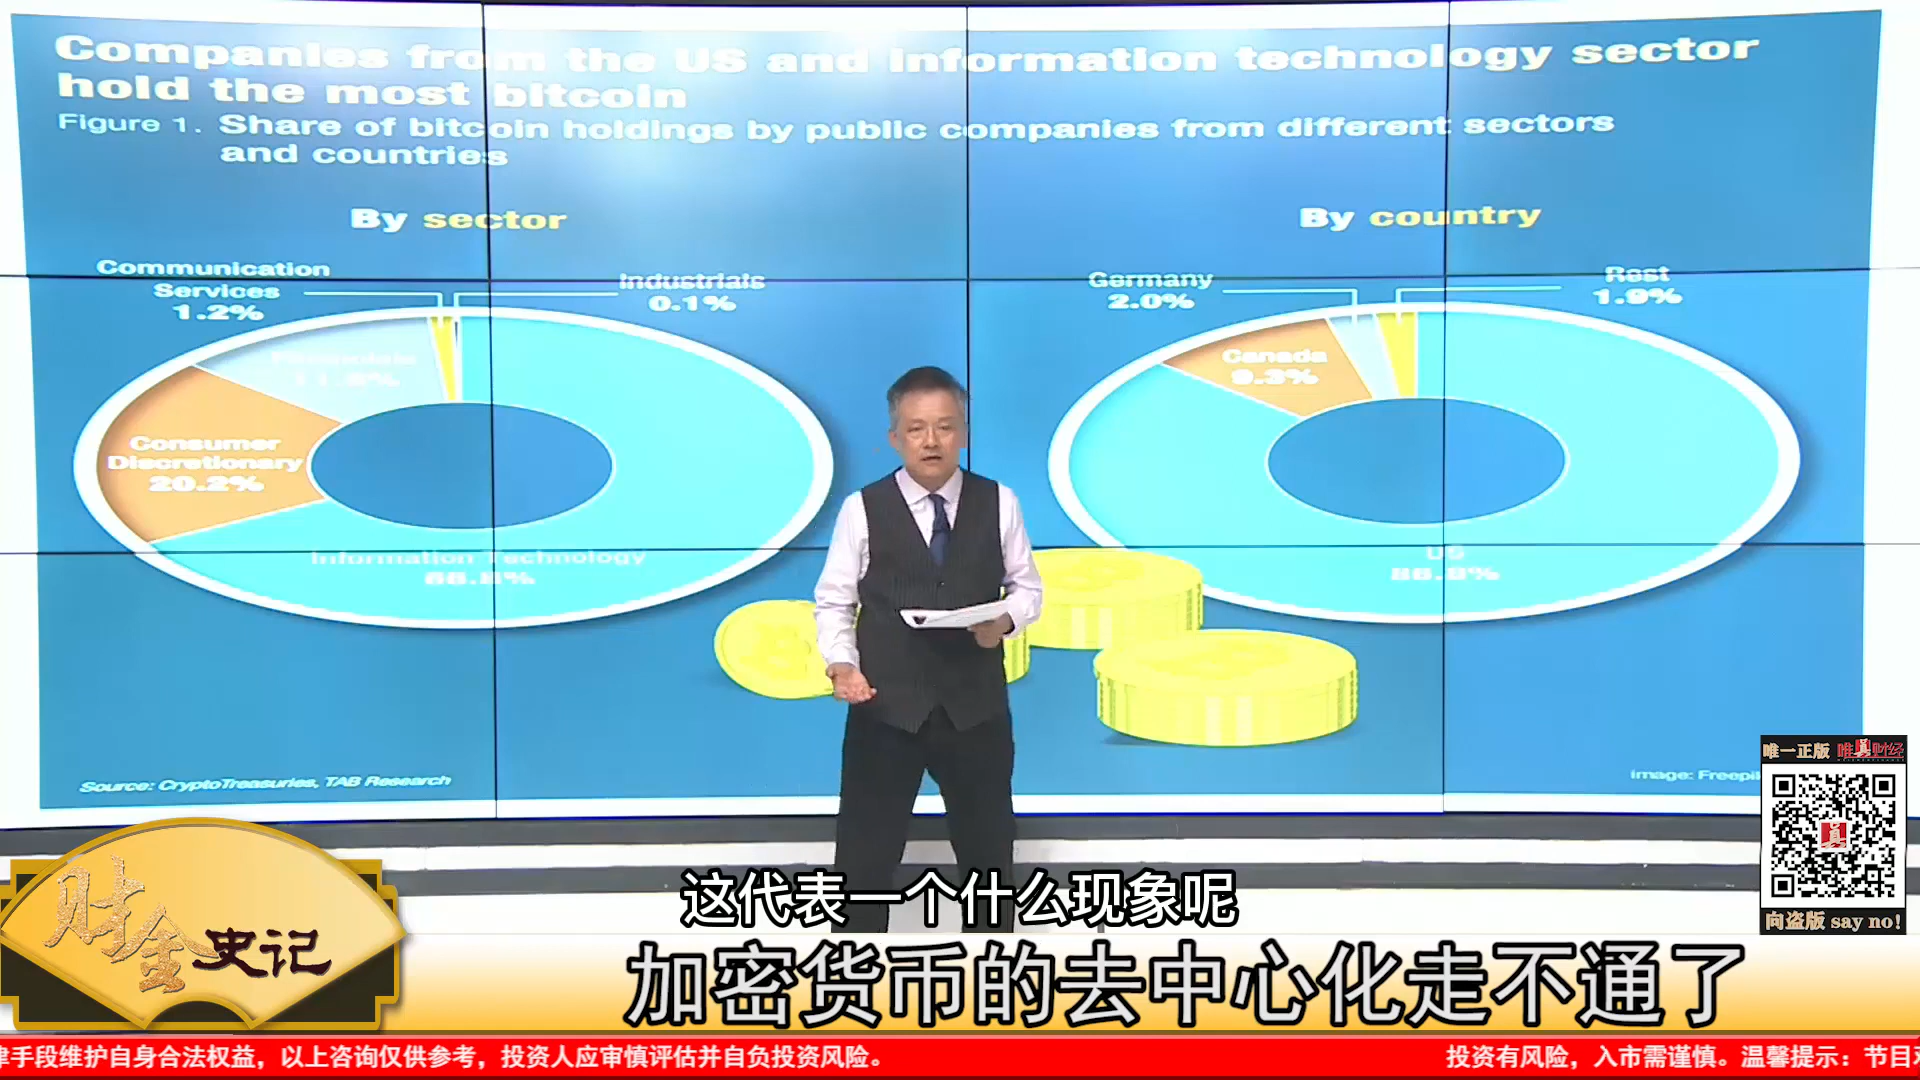 Companies from the US and information technology sector
hold the most bitcoin
Figure 1. Share of bitcoin holdings by public companies from different sectors
and countries
By sector
Communication
Services
1.2%
Industrials
0.1%
Consumer
Discretionary
20.2%
Information Technology
By country
Germany
2.0%
Rest
1.9%
Canada
9.3%
US
Source: CryptoTreasuries, TAB Research
Image: Freepik
唯一正版 唯真财经
真
向盗版 say no!
这代表一个什么现象呢
财金史记
加密货币的去中心化走不通了
手段维护自身合法权益，以上咨询仅供参考，投资人应审慎评估并自负投资风险。
投资有风险，入市需谨慎。温馨提示：节目